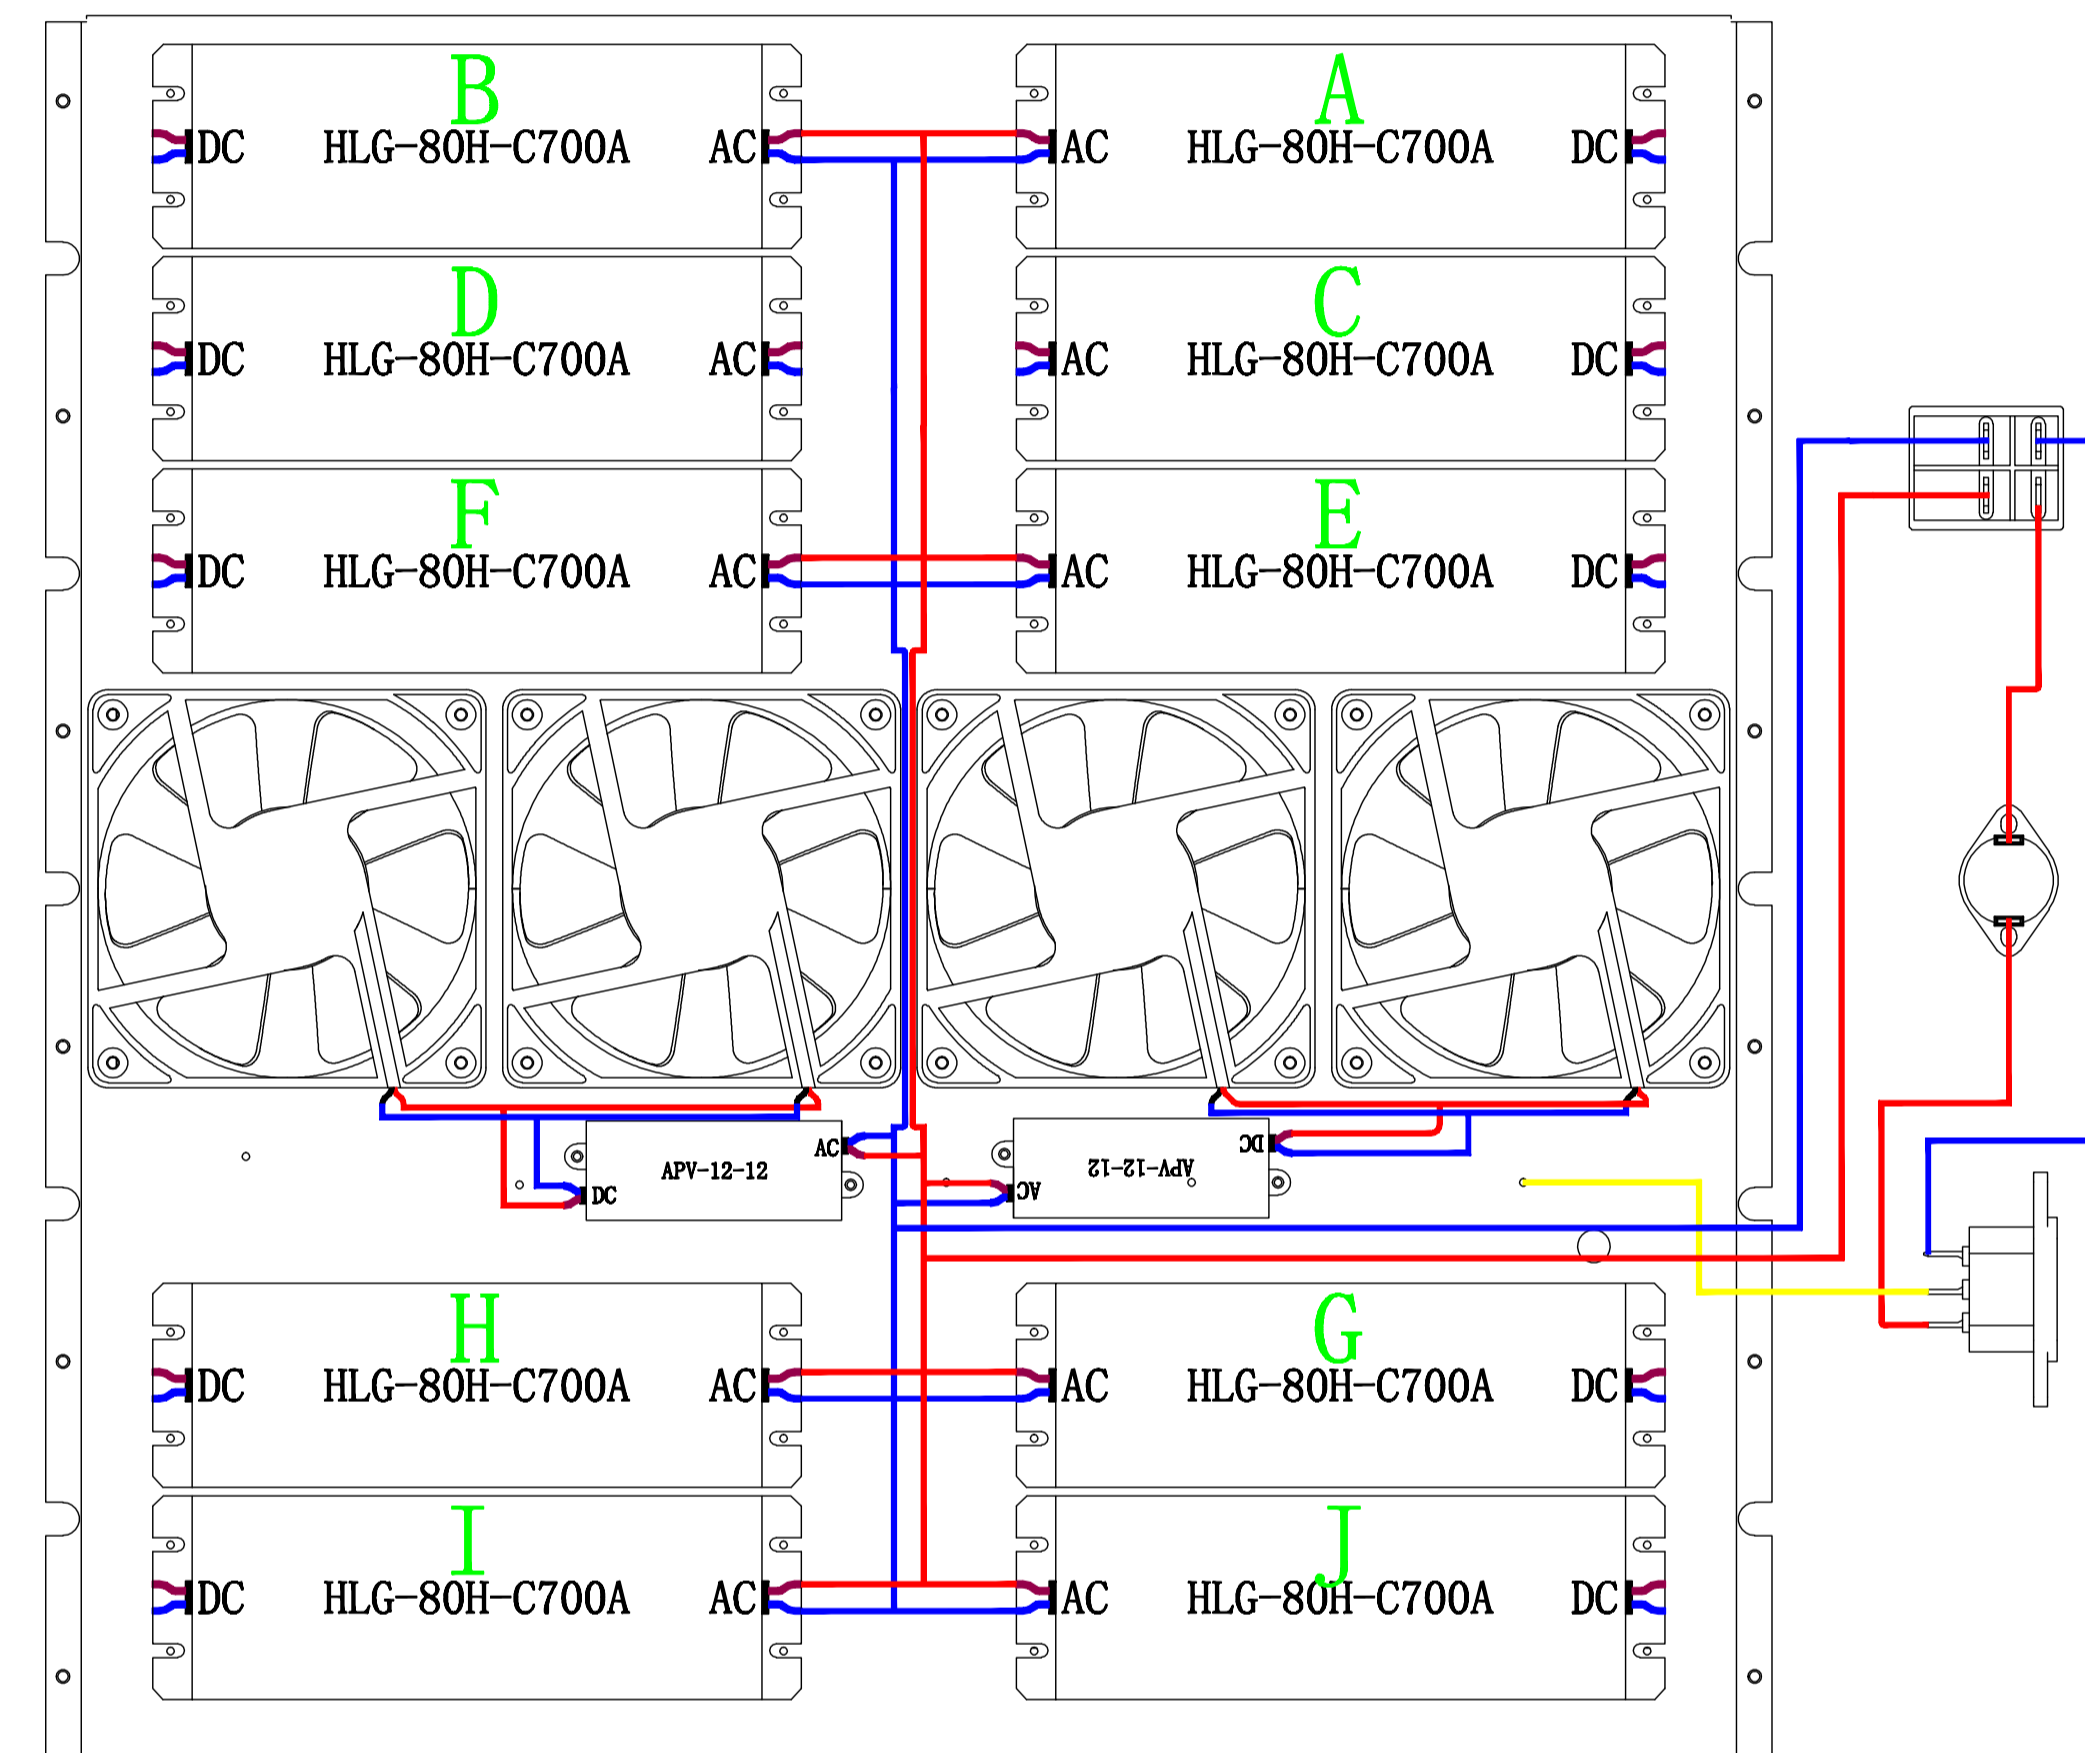 B A
DC HLG-80H-C700A AC AC HLG-80H-C700A DC
D C
DC HLG-80H-C700A AC AC HLG-80H-C700A DC
F E
DC HLG-80H-C700A AC AC HLG-80H-C700A DC
AC DC
APV-12-12 APV-12-12
DC AC
H G
DC HLG-80H-C700A AC AC HLG-80H-C700A DC
I J
DC HLG-80H-C700A AC AC HLG-80H-C700A DC